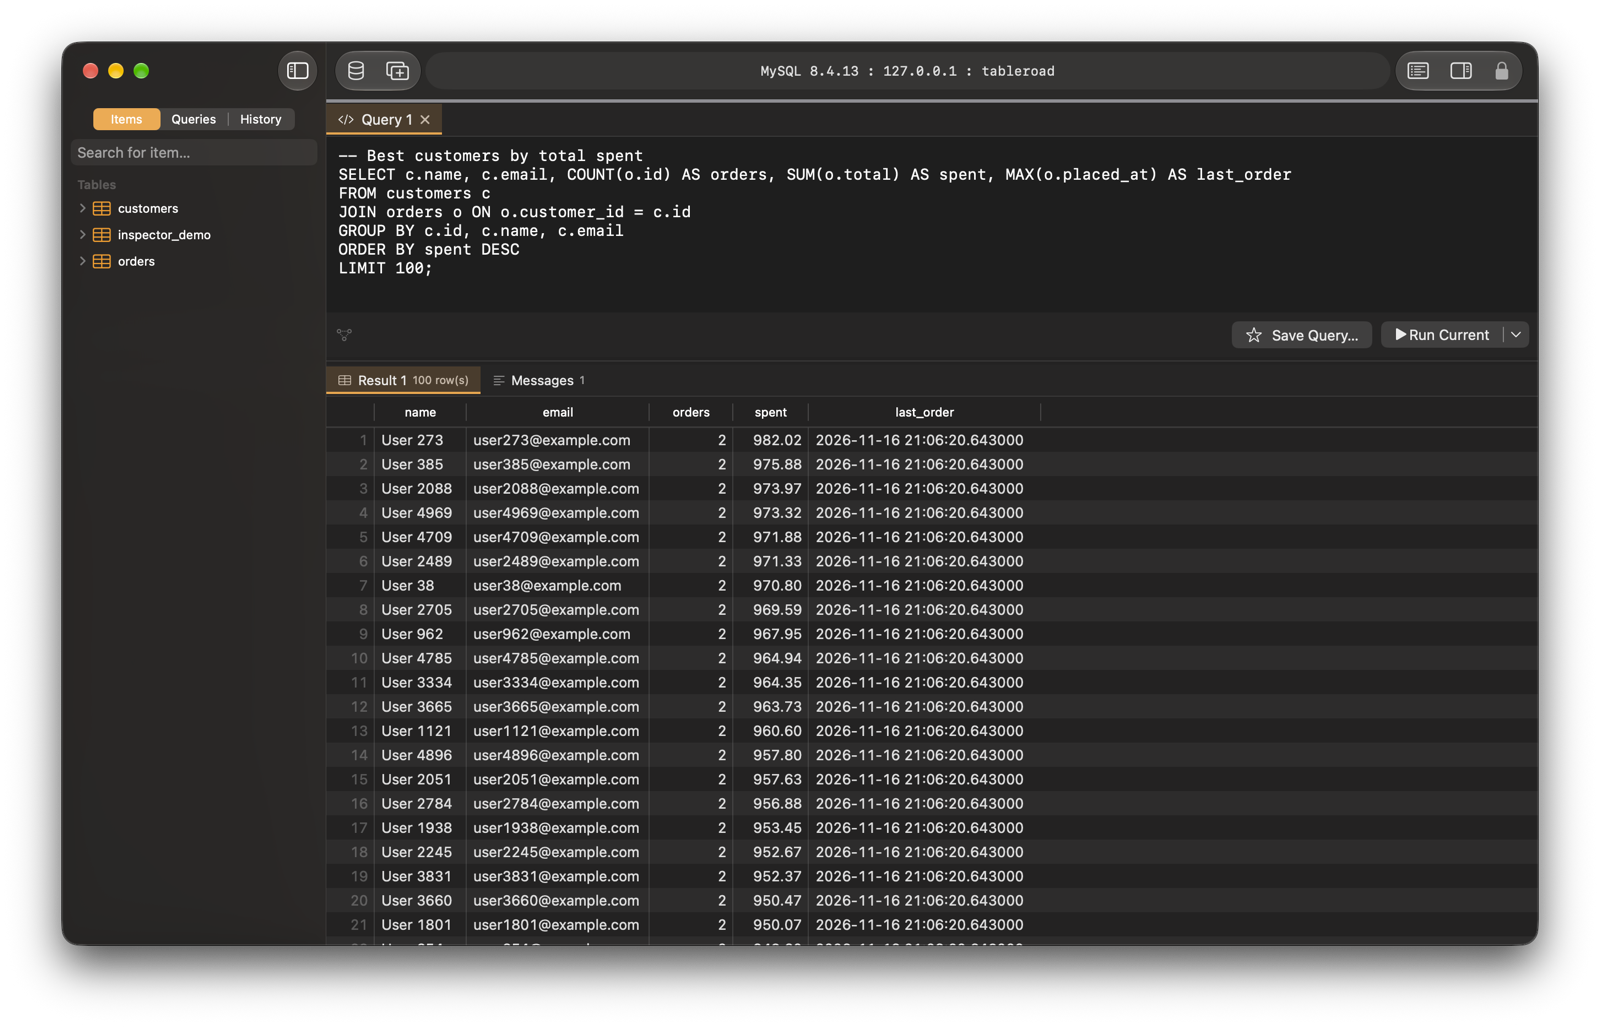 MySQL 8.4.13 : 127.0.0.1 : tableroad
Items Queries History
Search for item...
Tables
customers
inspector_demo
orders
</> Query 1
-- Best customers by total spent
SELECT c.name, c.email, COUNT(o.id) AS orders, SUM(o.total) AS spent, MAX(o.placed_at) AS last_order
FROM customers c
JOIN orders o ON o.customer_id = c.id
GROUP BY c.id, c.name, c.email
ORDER BY spent DESC
LIMIT 100;
Save Query... Run Current
Result 1 100 row(s) Messages 1
name email orders spent last_order
1 User 273 user273@example.com 2 982.02 2026-11-16 21:06:20.643000
2 User 385 user385@example.com 2 975.88 2026-11-16 21:06:20.643000
3 User 2088 user2088@example.com 2 973.97 2026-11-16 21:06:20.643000
4 User 4969 user4969@example.com 2 973.32 2026-11-16 21:06:20.643000
5 User 4709 user4709@example.com 2 971.88 2026-11-16 21:06:20.643000
6 User 2489 user2489@example.com 2 971.33 2026-11-16 21:06:20.643000
7 User 38 user38@example.com 2 970.80 2026-11-16 21:06:20.643000
8 User 2705 user2705@example.com 2 969.59 2026-11-16 21:06:20.643000
9 User 962 user962@example.com 2 967.95 2026-11-16 21:06:20.643000
10 User 4785 user4785@example.com 2 964.94 2026-11-16 21:06:20.643000
11 User 3334 user3334@example.com 2 964.35 2026-11-16 21:06:20.643000
12 User 3665 user3665@example.com 2 963.73 2026-11-16 21:06:20.643000
13 User 1121 user1121@example.com 2 960.60 2026-11-16 21:06:20.643000
14 User 4896 user4896@example.com 2 957.80 2026-11-16 21:06:20.643000
15 User 2051 user2051@example.com 2 957.63 2026-11-16 21:06:20.643000
16 User 2784 user2784@example.com 2 956.88 2026-11-16 21:06:20.643000
17 User 1938 user1938@example.com 2 953.45 2026-11-16 21:06:20.643000
18 User 2245 user2245@example.com 2 952.67 2026-11-16 21:06:20.643000
19 User 3831 user3831@example.com 2 952.37 2026-11-16 21:06:20.643000
20 User 3660 user3660@example.com 2 950.47 2026-11-16 21:06:20.643000
21 User 1801 user1801@example.com 2 950.07 2026-11-16 21:06:20.643000